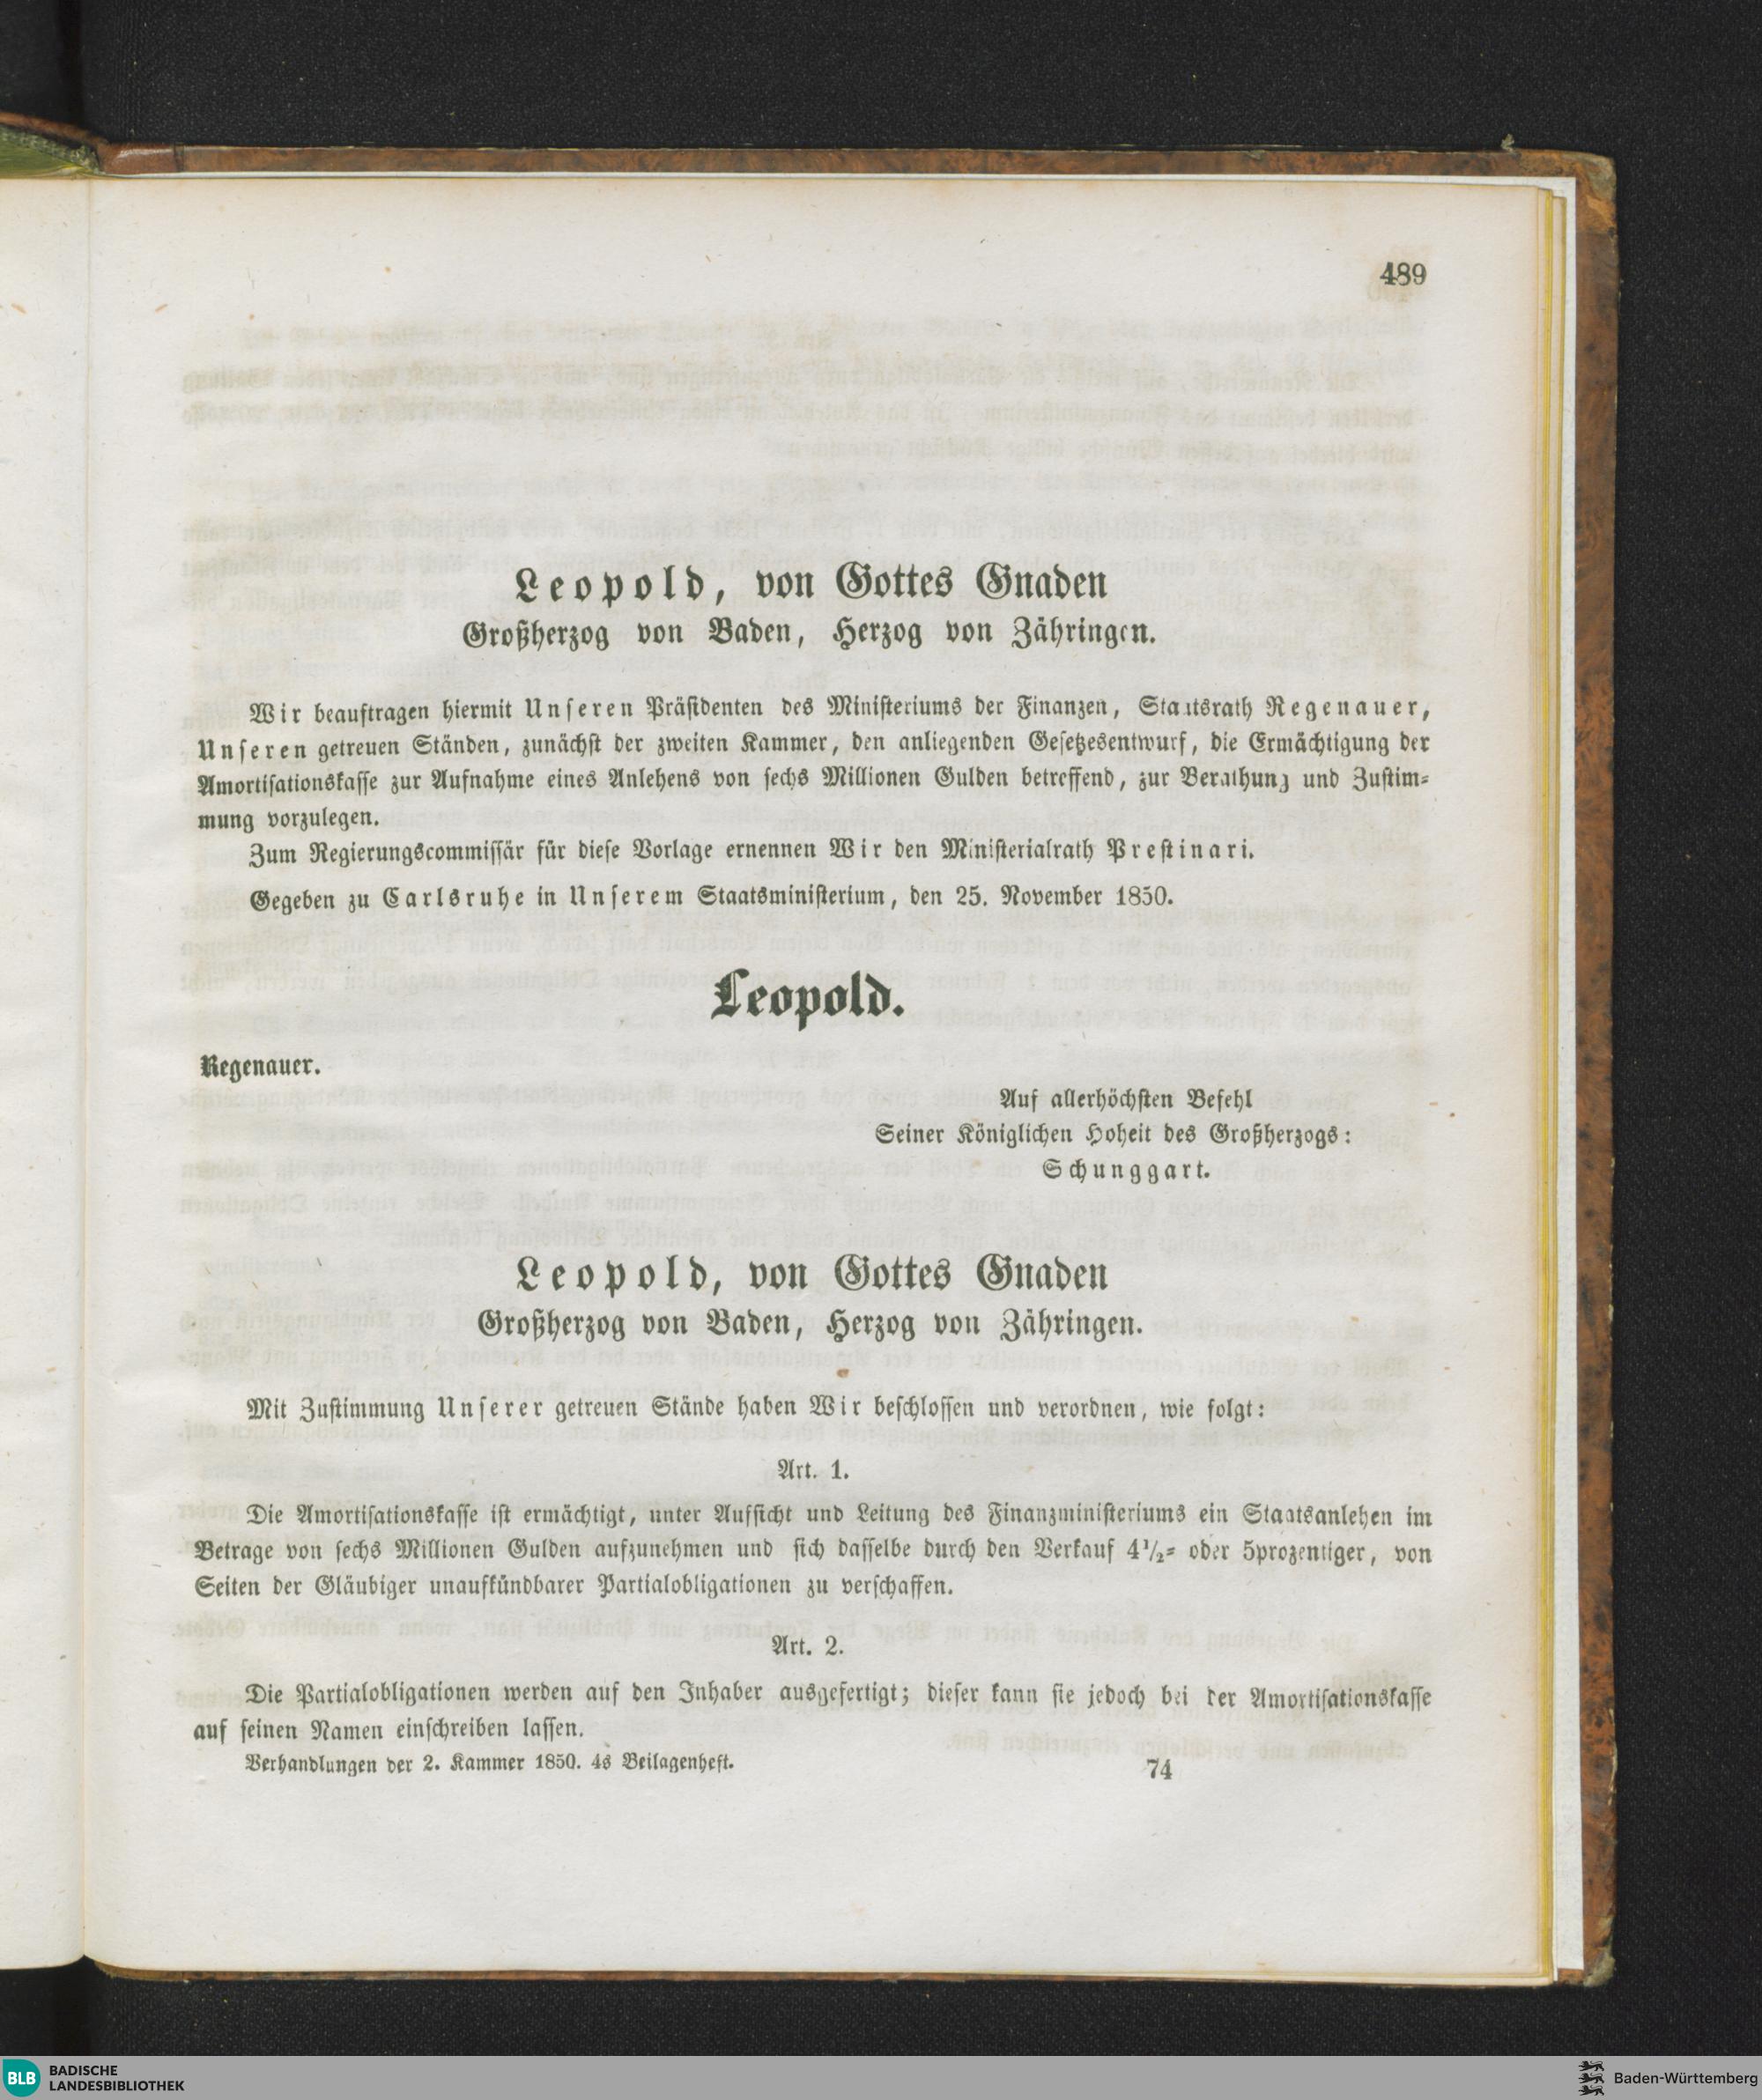 489
Leopold, von Gottes Gnaden
Großherzog von Baden, Herzog von Zähringen.
Wir beauftragen hiermit Unseren Präsidenten des Ministeriums der Finanzen, Staatsrath Regenauer,
Unseren getreuen Ständen, zunächst der zweiten Kammer, den anliegenden Gesetzesentwurf, die Ermächtigung der
Amortisationskasse zur Aufnahme eines Anlehens von sechs Millionen Gulden betreffend, zur Berathung und Zustim-
mung vorzulegen.
Zum Regierungscommissär für diese Vorlage ernennen Wir den Ministerialrath Prestinari.
Gegeben zu Carlsruhe in Unserem Staatsministerium, den 25. November 1850.
Leopold.
Regenauer.
Auf allerhöchsten Befehl
Seiner Königlichen Hoheit des Großherzogs:
Schunggart.
Leopold, von Gottes Gnaden
Großherzog von Baden, Herzog von Zähringen.
Mit Zustimmung Unserer getreuen Stände haben Wir beschlossen und verordnen, wie folgt:
Art. 1.
Die Amortisationskasse ist ermächtigt, unter Aufsicht und Leitung des Finanzministeriums ein Staatsanlehen im
Betrage von sechs Millionen Gulden aufzunehmen und sich dasselbe durch den Verkauf 4½- oder 5prozentiger, von
Seiten der Gläubiger unaufkündbarer Partialobligationen zu verschaffen.
Art. 2.
Die Partialobligationen werden auf den Inhaber ausgefertigt; dieser kann sie jedoch bei der Amortisationskasse
auf seinen Namen einschreiben lassen.
Verhandlungen der 2. Kammer 1850. 4s Beilagenheft. 74
BLB BADISCHE
LANDESBIBLIOTHEK
Baden-Württemberg